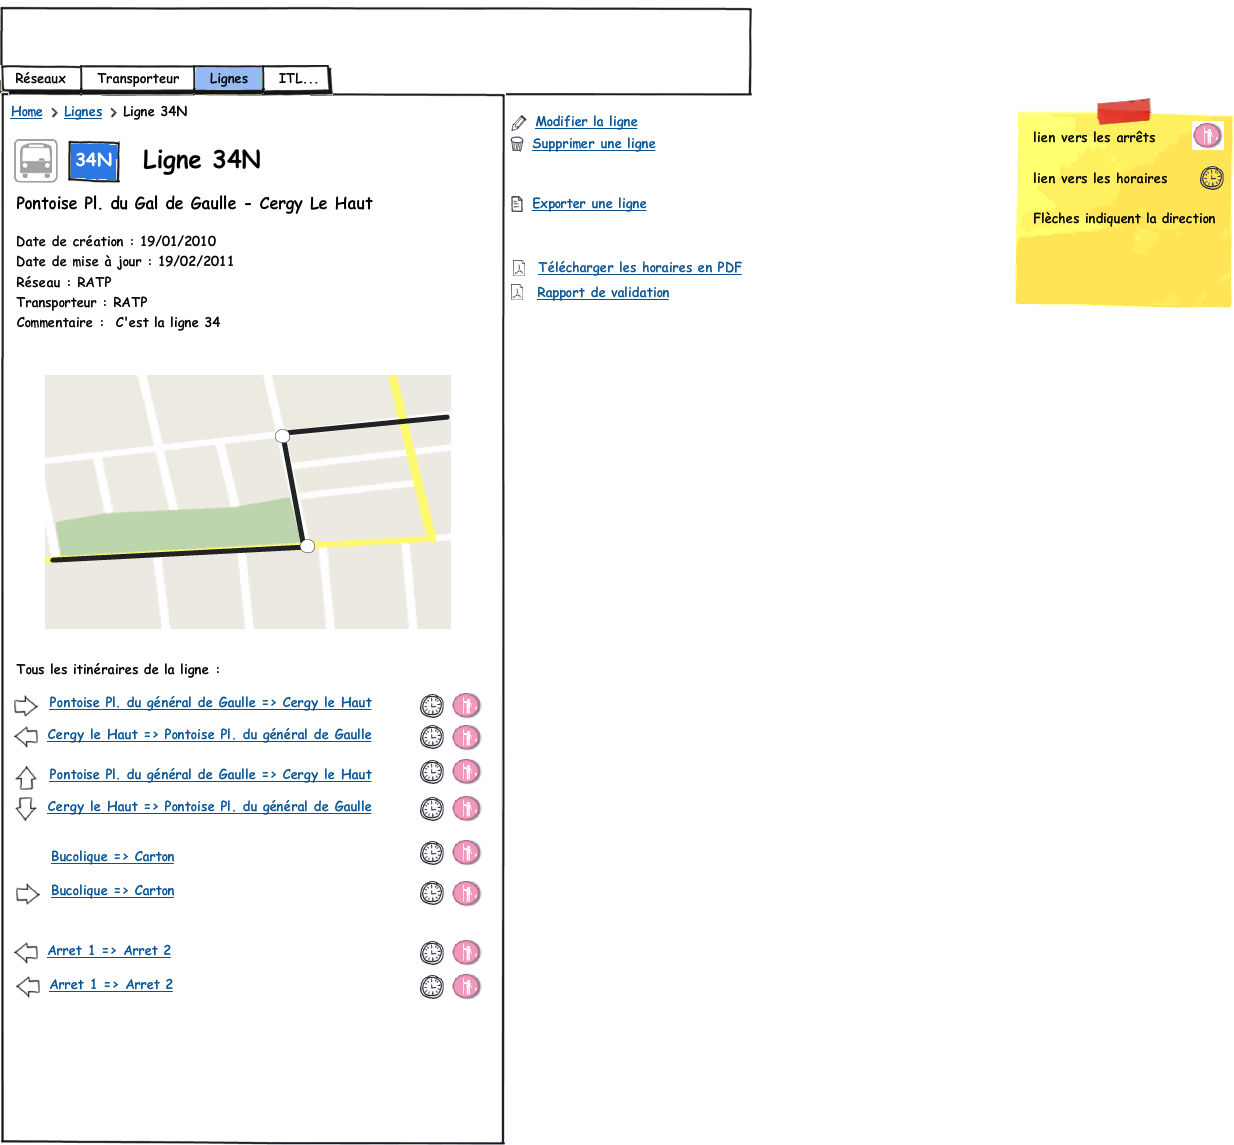 Réseaux Transporteur Lignes ITL...
Home > Lignes > Ligne 34N
34N Ligne 34N
Pontoise Pl. du Gal de Gaulle - Cergy Le Haut
Date de création : 19/01/2010
Date de mise à jour : 19/02/2011
Réseau : RATP
Transporteur : RATP
Commentaire : C'est la ligne 34
Tous les itinéraires de la ligne :
Pontoise Pl. du général de Gaulle => Cergy le Haut
Cergy le Haut => Pontoise Pl. du général de Gaulle
Pontoise Pl. du général de Gaulle => Cergy le Haut
Cergy le Haut => Pontoise Pl. du général de Gaulle
Bucolique => Carton
Bucolique => Carton
Arret 1 => Arret 2
Arret 1 => Arret 2
Modifier la ligne
Supprimer une ligne
Exporter une ligne
Télécharger les horaires en PDF
Rapport de validation
lien vers les arrêts
lien vers les horaires
Flèches indiquent la direction